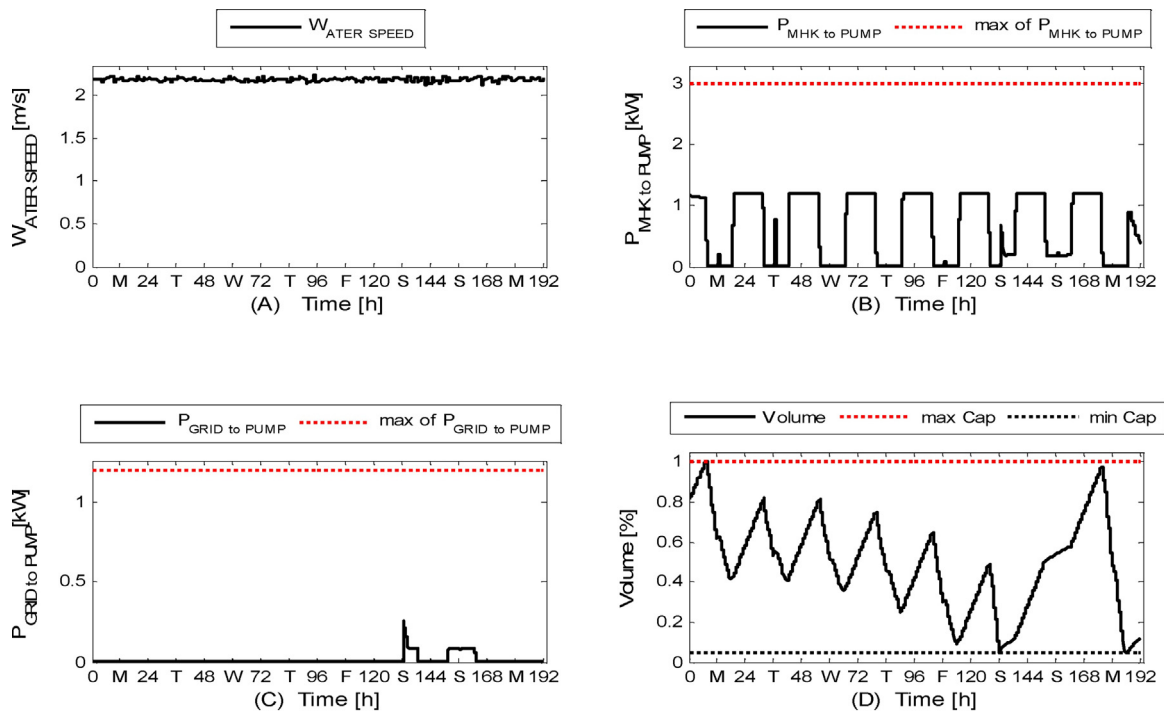 WATER SPEED
PMHK to PUMP max of PMHK to PUMP
WATER SPEED [m/s]
2
1.5
1
0.5
0
0 M 24 T 48 W 72 T 96 F 120 S 144 S 168 M 192
(A) Time [h]
PMHK to PUMP [kW]
3
2
1
0
0 M 24 T 48 W 72 T 96 F 120 S 144 S 168 M 192
(B) Time [h]
PGRID to PUMP max of PGRID to PUMP
Volume max Cap min Cap
PGRID to PUMP [kW]
1
0.5
0
0 M 24 T 48 W 72 T 96 F 120 S 144 S 168 M 192
(C) Time [h]
Volume [%]
1
0.8
0.6
0.4
0.2
0
0 M 24 T 48 W 72 T 96 F 120 S 144 S 168 M 192
(D) Time [h]